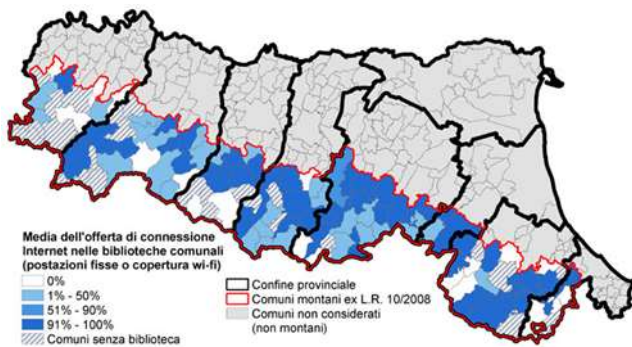 Media dell'offerta di connessione
Internet nelle biblioteche comunali
(postazioni fisse o copertura wi-fi)
0%
1% - 50%
51% - 90%
91% - 100%
Comuni senza biblioteca
Confine provinciale
Comuni montani ex L.R. 10/2008
Comuni non considerati
(non montani)